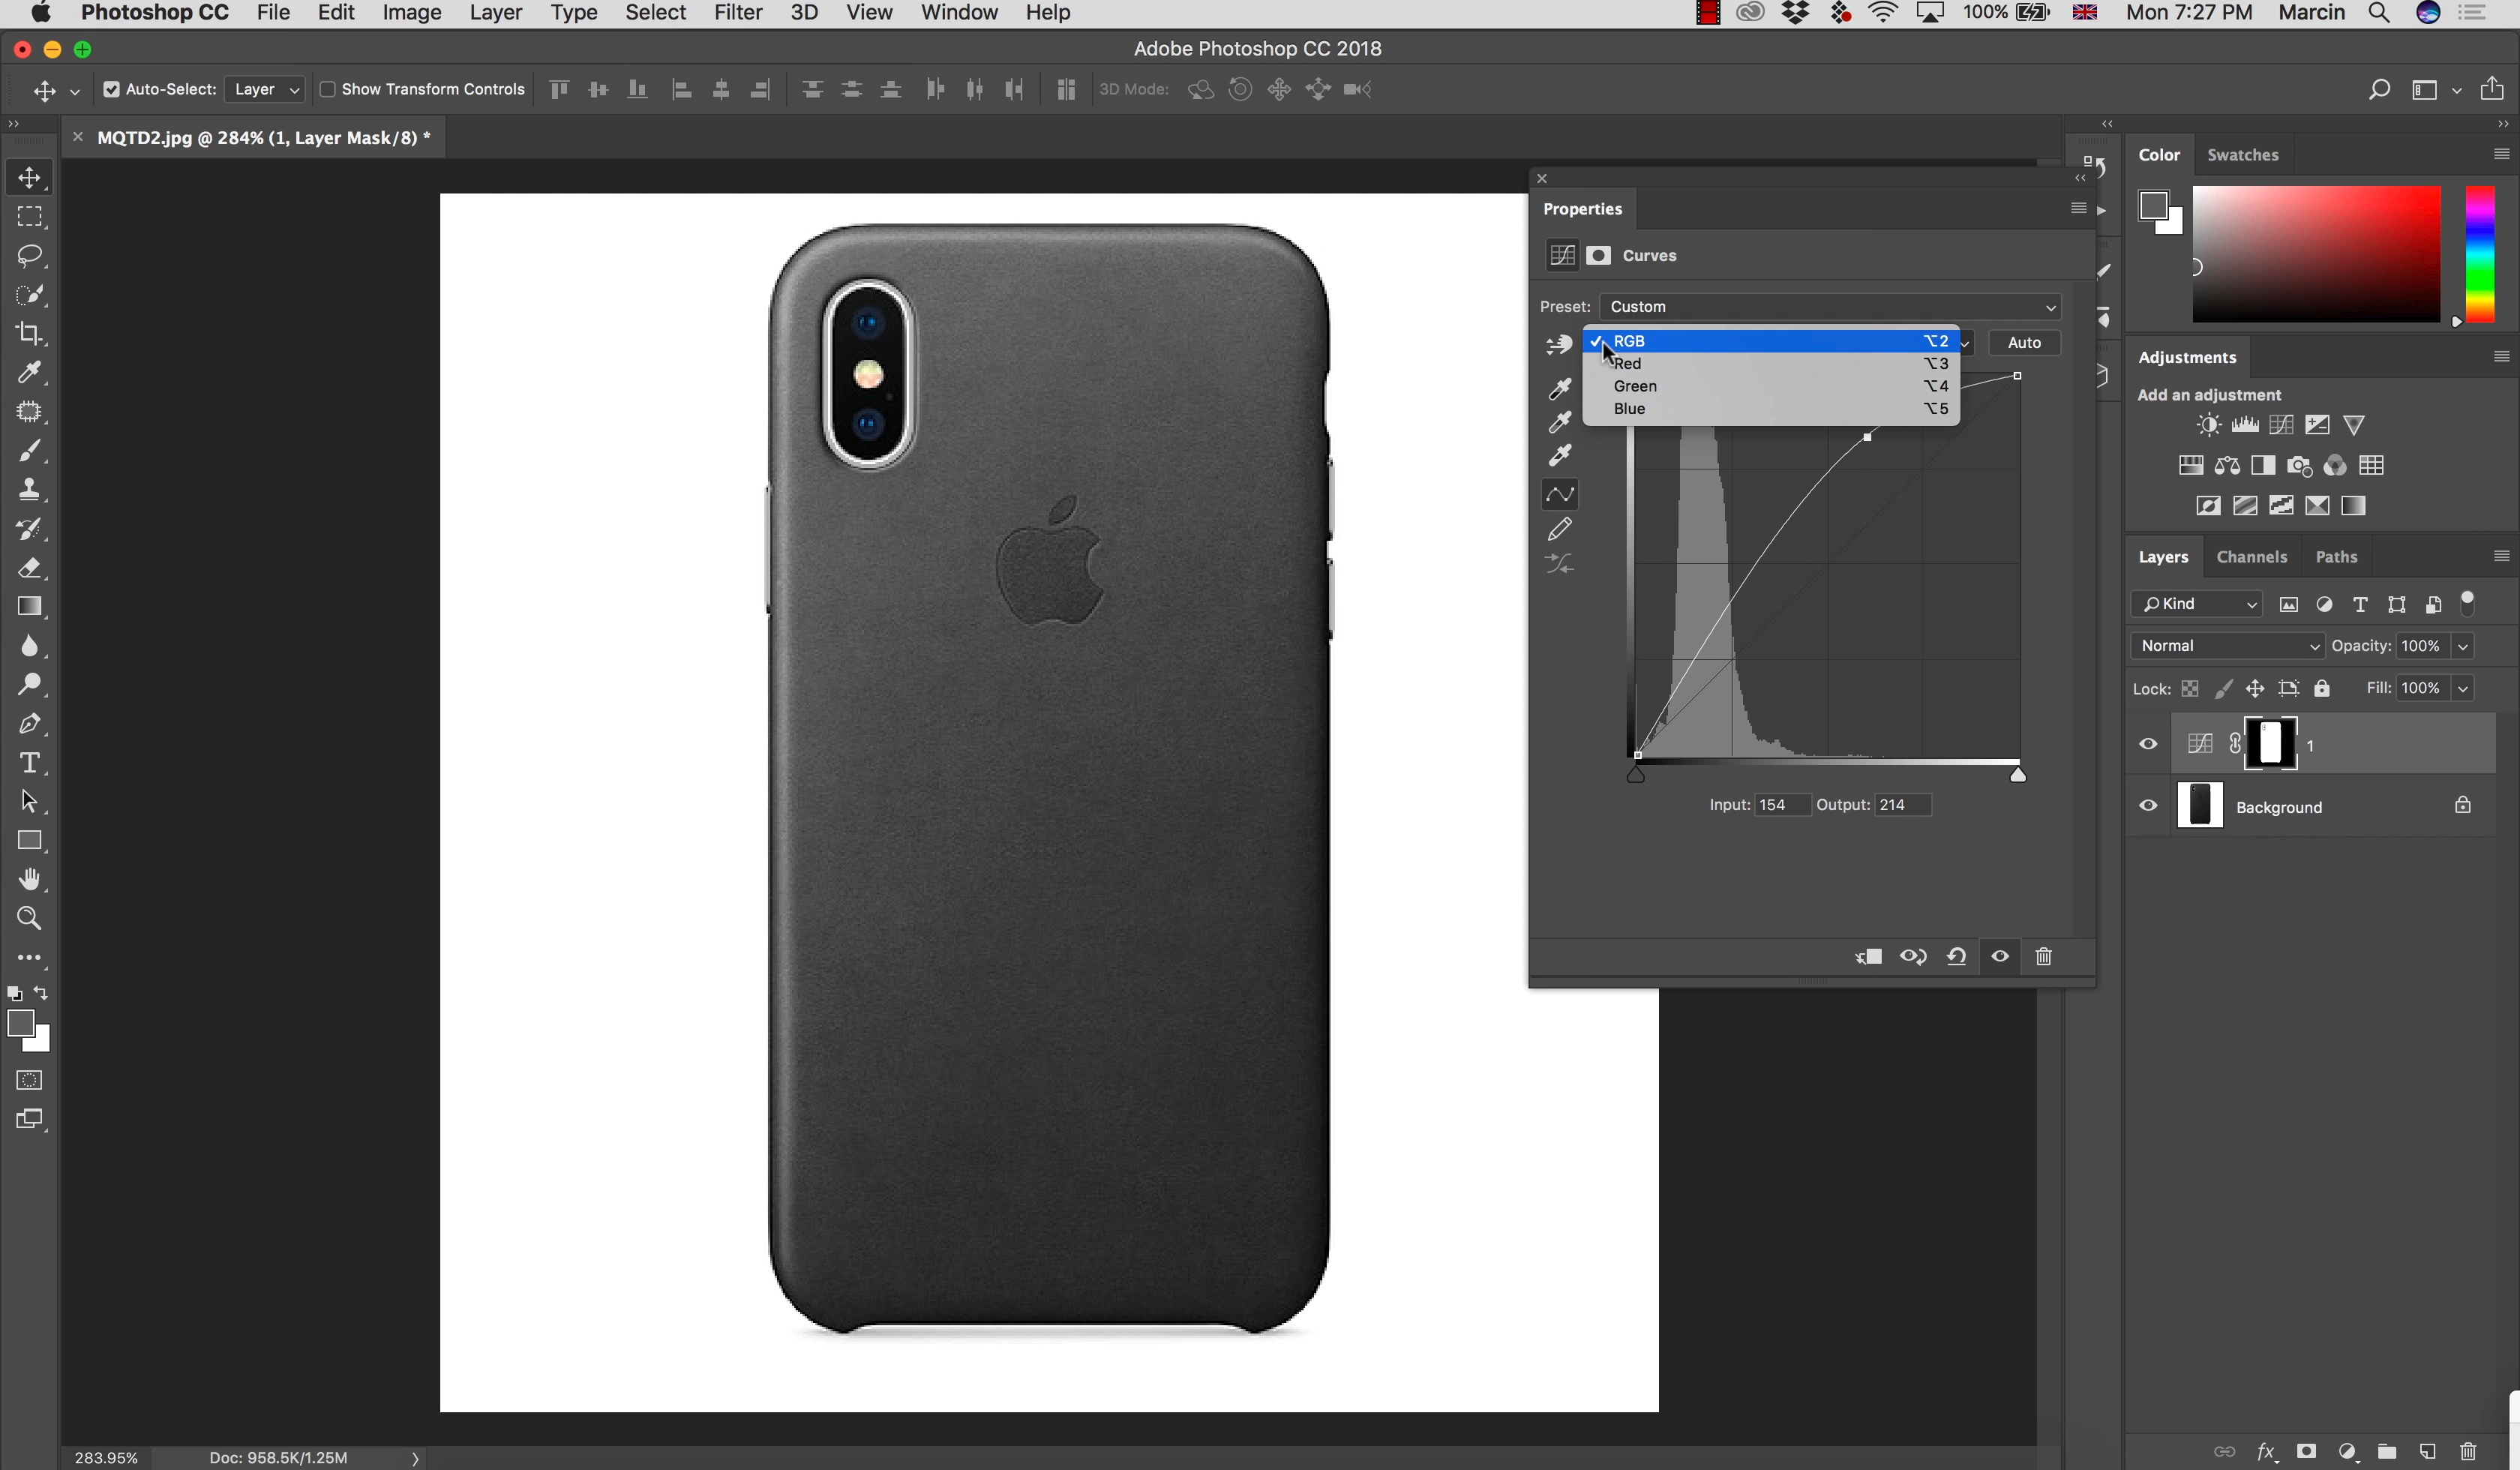 Photoshop CC File Edit Image Layer Type Select Filter 3D View Window Help 100% Mon 7:27 PM Marcin
Adobe Photoshop CC 2018
Auto-Select: Layer Show Transform Controls 3D Mode:
MQTD2.jpg @ 284% (1, Layer Mask/8) *
Properties
Curves
Preset: Custom
RGB ⌥2
Auto
Red ⌥3
Green ⌥4
Blue ⌥5
Input: 154 Output: 214
Color Swatches
Adjustments
Add an adjustment
Layers Channels Paths
Kind
Normal Opacity: 100%
Lock: Fill: 100%
1
Background
283.95% Doc: 958.5K/1.25M